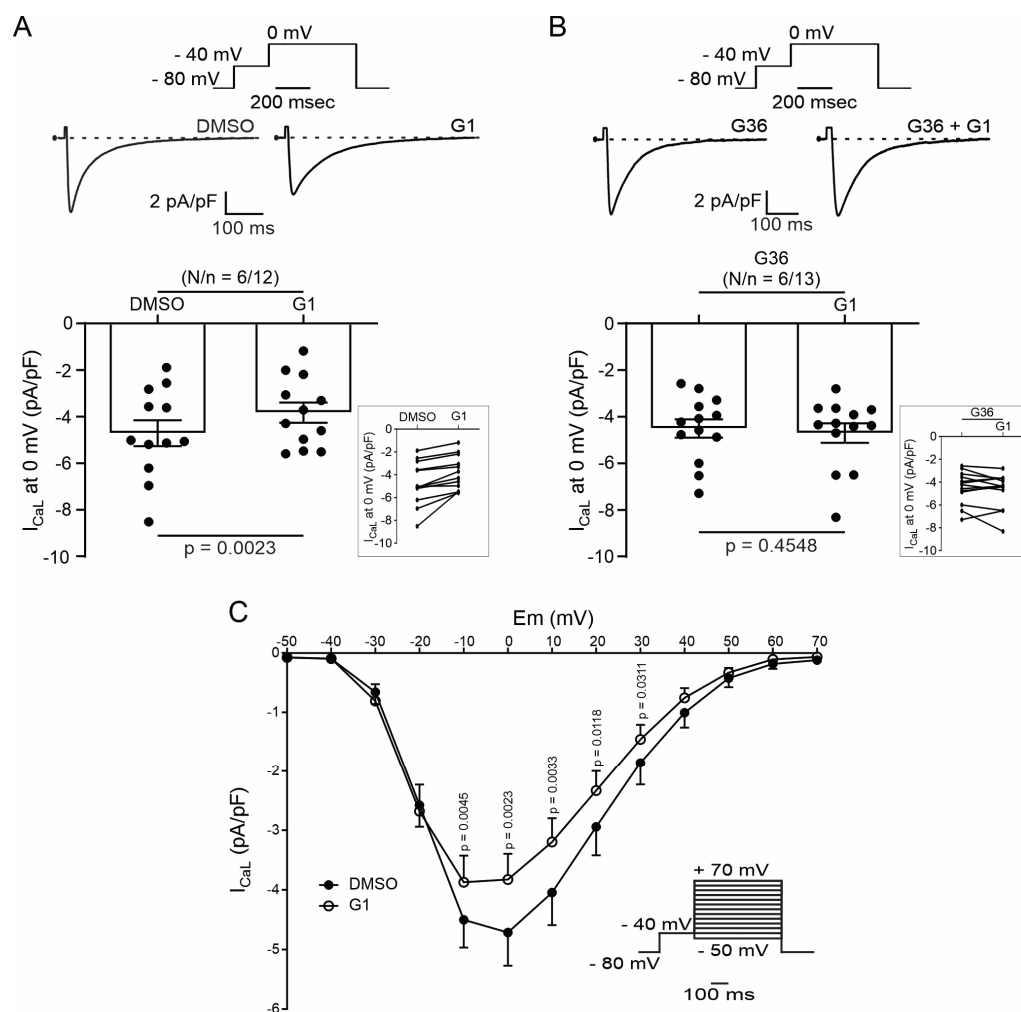 A
0 mV
- 40 mV
- 80 mV
200 msec
DMSO
G1
2 pA/pF
100 ms
(N/n = 6/12)
DMSO
G1
0
-2
-4
-6
-8
-10
I CaL at 0 mV (pA/pF)
p = 0.0023
DMSO
G1
0
-2
-4
-6
-8
-10
I CaL at 0 mV (pA/pF)
B
0 mV
- 40 mV
- 80 mV
200 msec
G36
G36 + G1
2 pA/pF
100 ms
G36
(N/n = 6/13)
G1
0
-2
-4
-6
-8
-10
I CaL at 0 mV (pA/pF)
p = 0.4548
G36
G1
0
-2
-4
-6
-8
-10
I CaL at 0 mV (pA/pF)
C
Em (mV)
-50 -40 -30 -20 -10 0 10 20 30 40 50 60 70
0
-1
-2
-3
-4
-5
-6
I CaL (pA/pF)
p = 0.0045
p = 0.0023
p = 0.0033
p = 0.0118
p = 0.0311
DMSO
G1
+ 70 mV
- 40 mV
- 50 mV
- 80 mV
100 ms